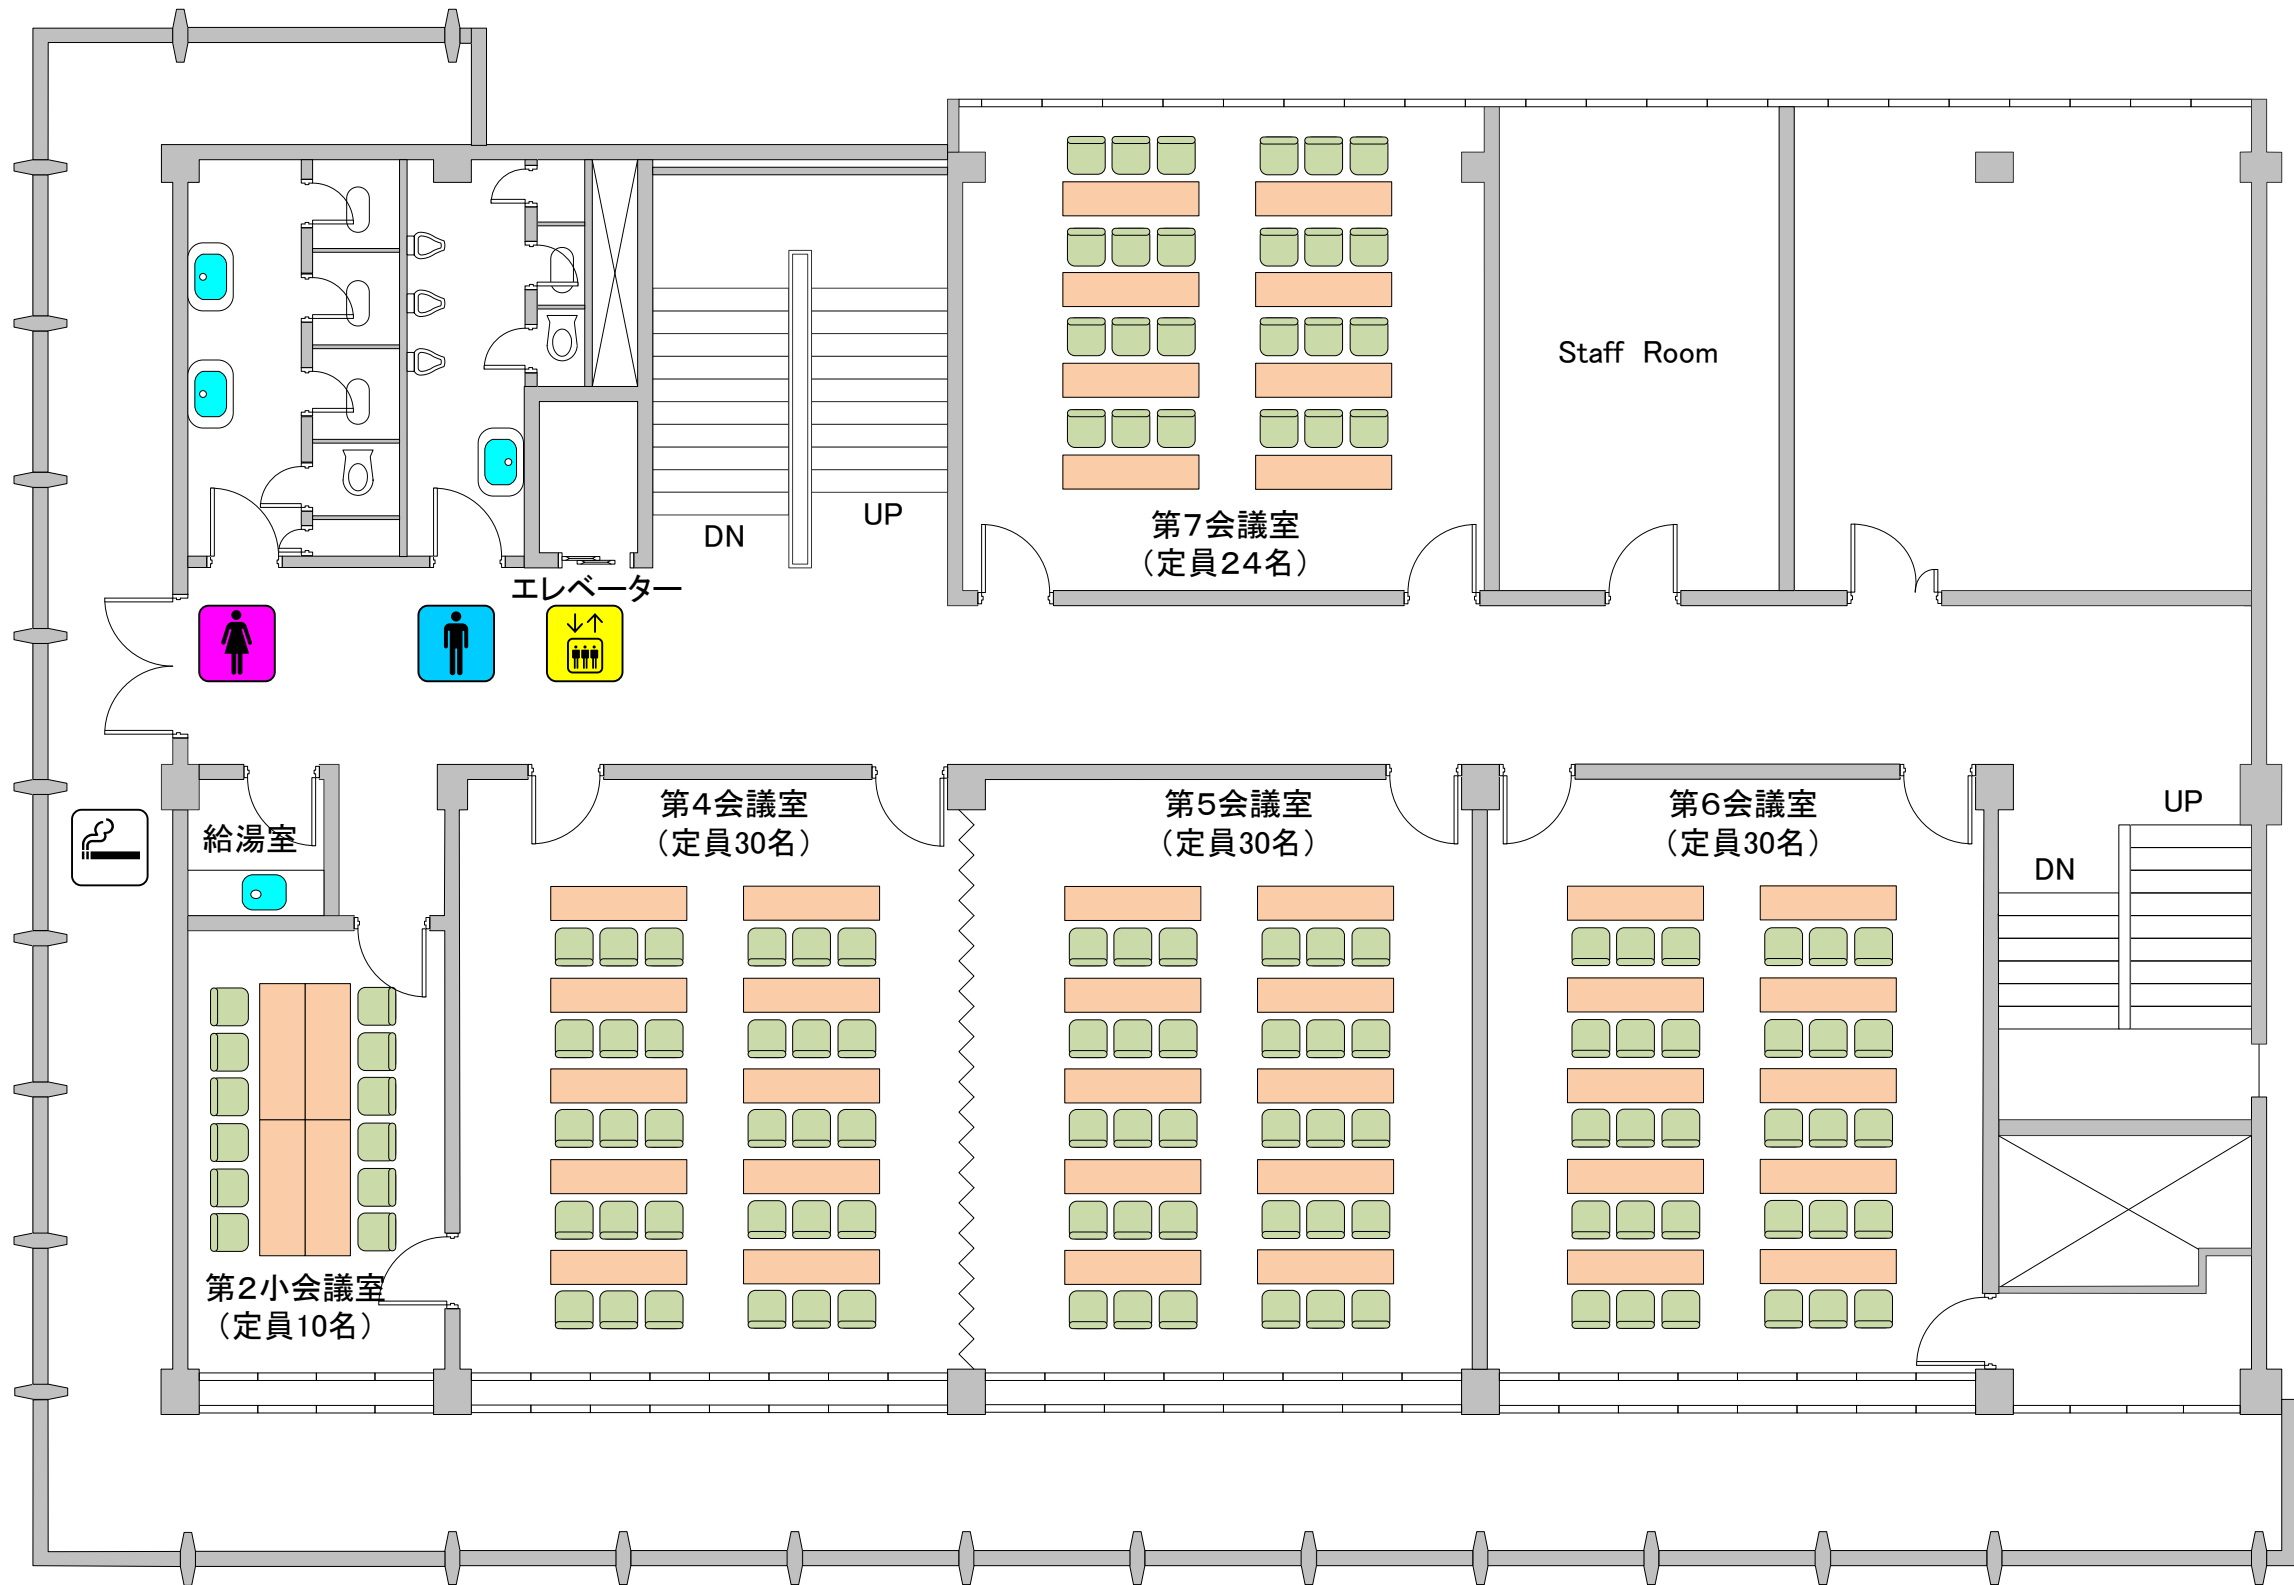 Staff Room
UP
DN
第7会議室
（定員24名）
エレベーター
第4会議室
（定員30名）
第5会議室
（定員30名）
第6会議室
（定員30名）
UP
DN
給湯室
第2小会議室
（定員10名）